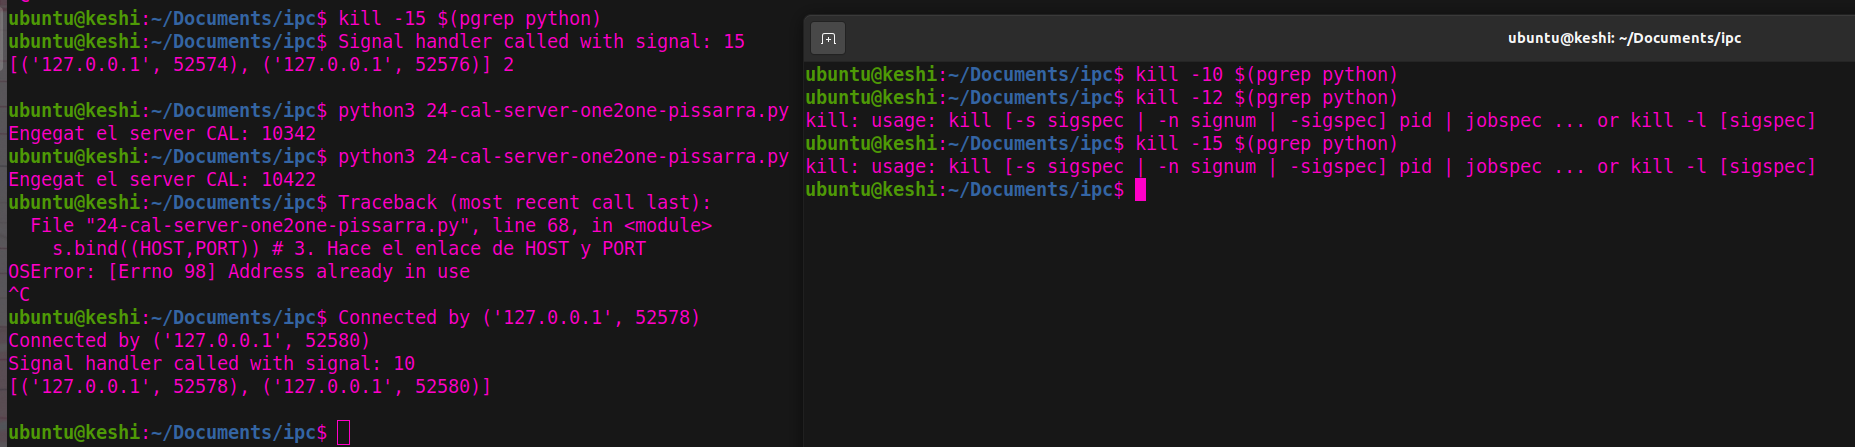 ubuntu@keshi:~/Documents/ipc$ kill -15 $(pgrep python)
ubuntu@keshi:~/Documents/ipc$ Signal handler called with signal: 15
[('127.0.0.1', 52574), ('127.0.0.1', 52576)] 2
ubuntu@keshi:~/Documents/ipc$ python3 24-cal-server-one2one-pissarra.py
Engegat el server CAL: 10342
ubuntu@keshi:~/Documents/ipc$ python3 24-cal-server-one2one-pissarra.py
Engegat el server CAL: 10422
ubuntu@keshi:~/Documents/ipc$ Traceback (most recent call last):
  File "24-cal-server-one2one-pissarra.py", line 68, in <module>
    s.bind((HOST,PORT)) # 3. Hace el enlace de HOST y PORT
OSError: [Errno 98] Address already in use
^C
ubuntu@keshi:~/Documents/ipc$ Connected by ('127.0.0.1', 52578)
Connected by ('127.0.0.1', 52580)
Signal handler called with signal: 10
[('127.0.0.1', 52578), ('127.0.0.1', 52580)]
ubuntu@keshi:~/Documents/ipc$
ubuntu@keshi: ~/Documents/ipc
ubuntu@keshi:~/Documents/ipc$ kill -10 $(pgrep python)
ubuntu@keshi:~/Documents/ipc$ kill -12 $(pgrep python)
kill: usage: kill [-s sigspec | -n signum | -sigspec] pid | jobspec ... or kill -l [sigspec]
ubuntu@keshi:~/Documents/ipc$ kill -15 $(pgrep python)
kill: usage: kill [-s sigspec | -n signum | -sigspec] pid | jobspec ... or kill -l [sigspec]
ubuntu@keshi:~/Documents/ipc$